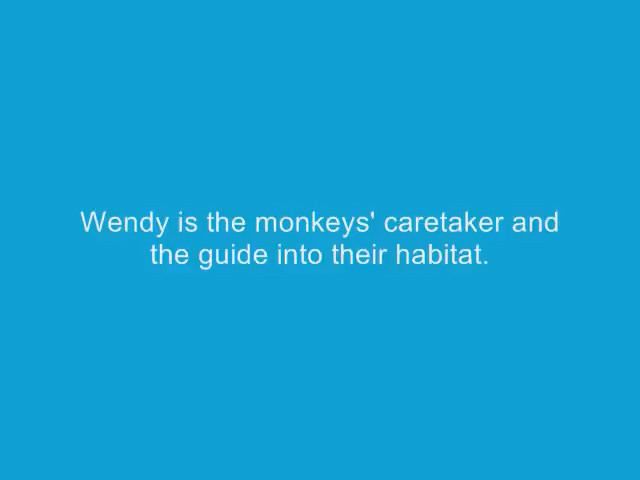 Wendy is the monkeys' caretaker and
the guide into their habitat.